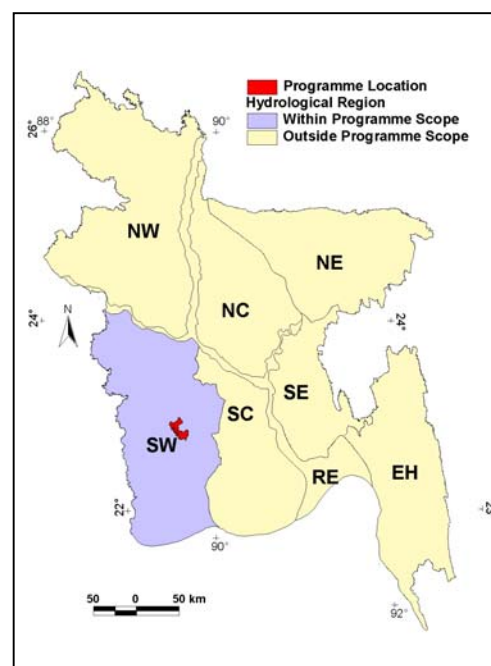 Programme Location
Hydrological Region
Within Programme Scope
Outside Programme Scope
26°
88°
90°
NW
NE
24°
N
NC
24°
SC
SE
SW
RE
EH
22°
23
90°
50 0 50 km
92°